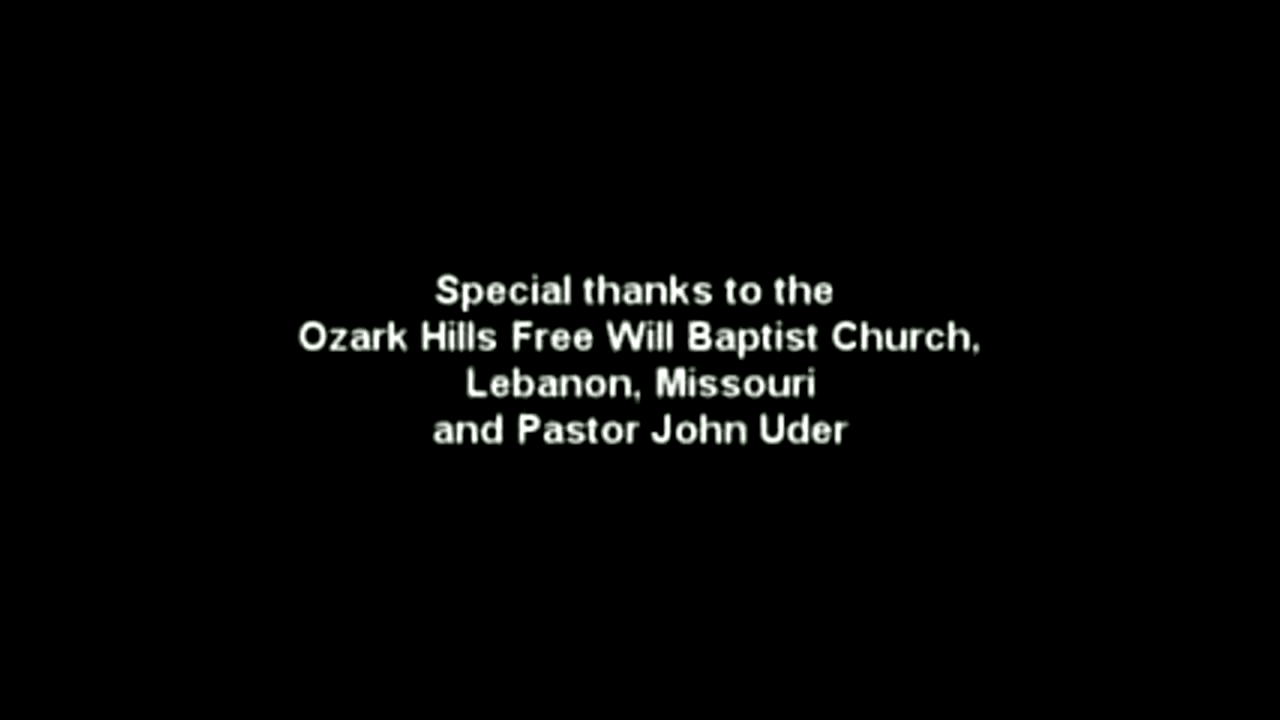 Special thanks to the
Ozark Hills Free Will Baptist Church,
Lebanon, Missouri
and Pastor John Uder